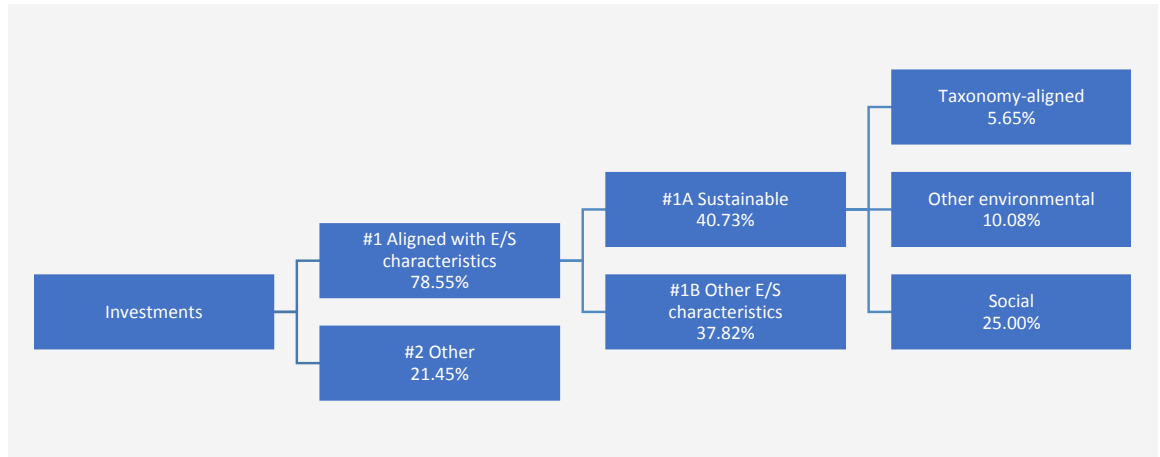 Investments
#1 Aligned with E/S
characteristics
78.55%
#2 Other
21.45%
#1A Sustainable
40.73%
#1B Other E/S
characteristics
37.82%
Taxonomy-aligned
5.65%
Other environmental
10.08%
Social
25.00%